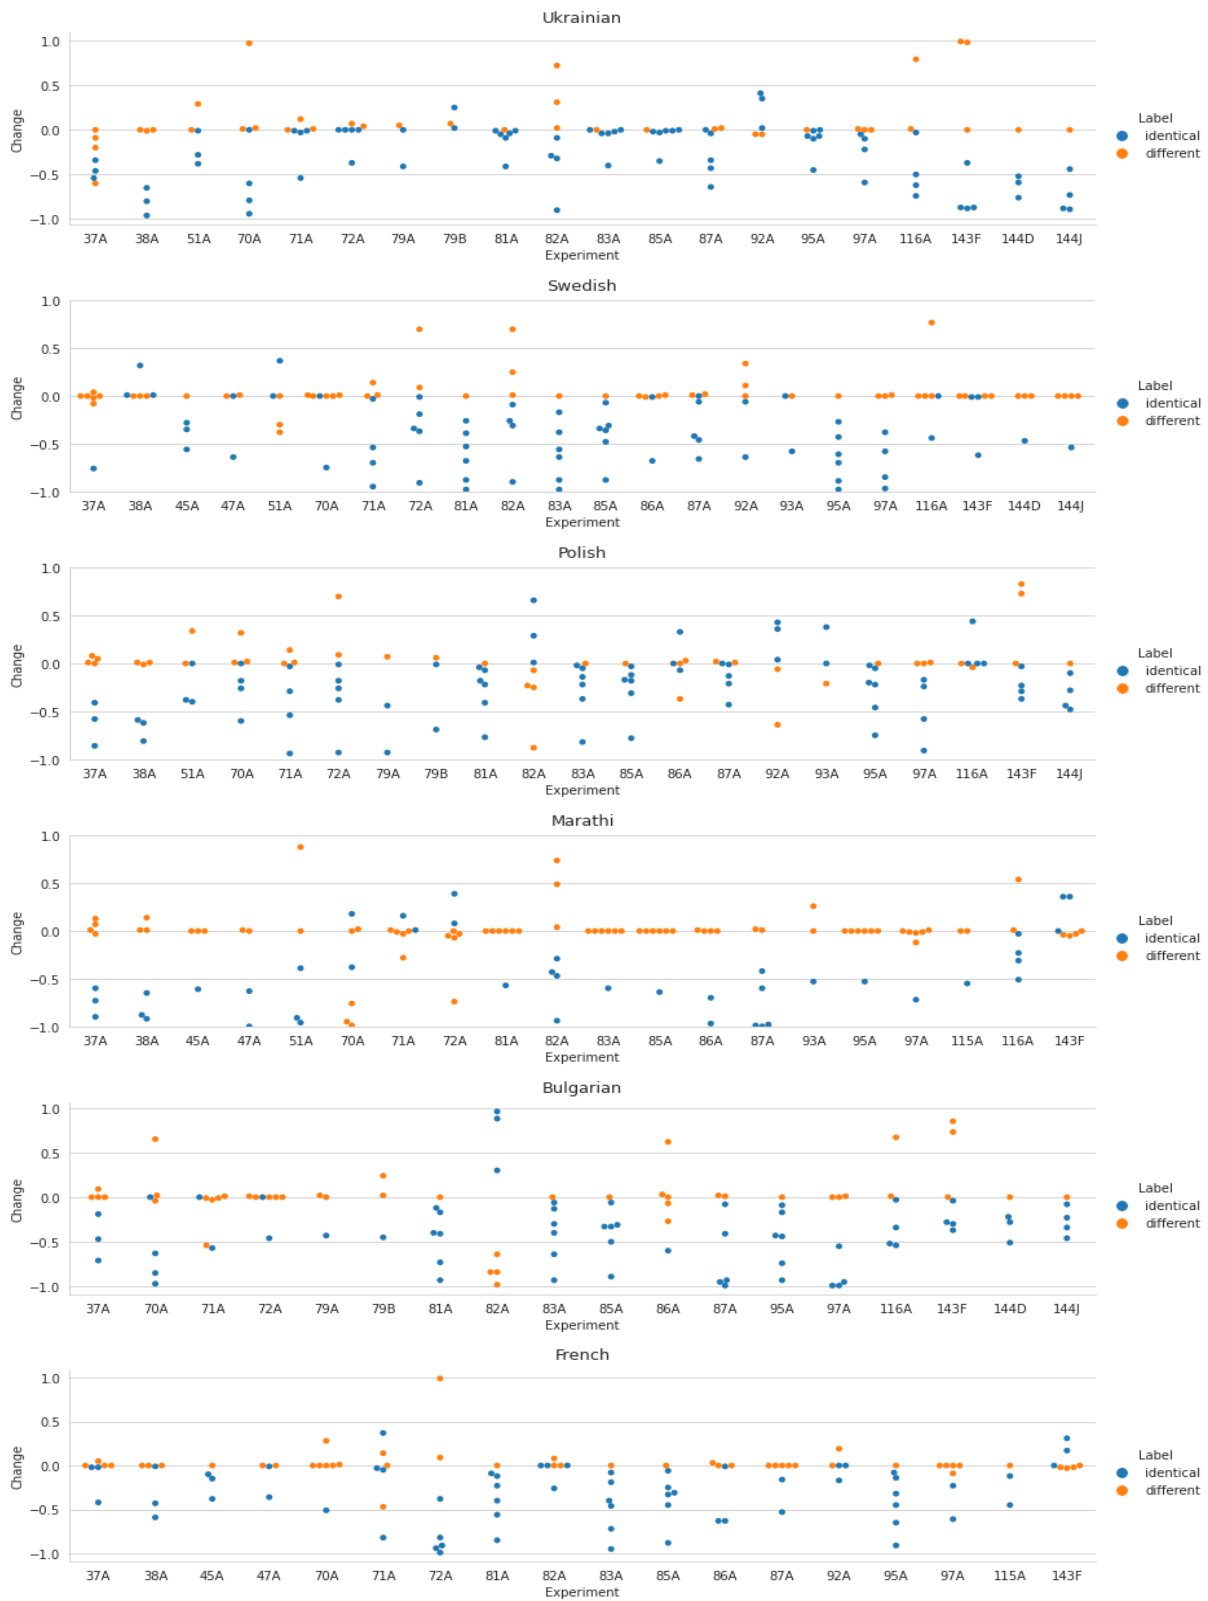 Ukrainian
1.0
0.5
0.0
−0.5
−1.0
Change
37A 38A 51A 70A 71A 72A 79A 79B 81A 82A 83A 85A 87A 92A 95A 97A 116A 143F 144D 144J
Experiment
Label
identical
different
Swedish
1.0
0.5
0.0
−0.5
−1.0
Change
37A 38A 45A 47A 51A 70A 71A 72A 81A 82A 83A 85A 86A 87A 92A 93A 95A 97A 116A 143F 144D 144J
Experiment
Label
identical
different
Polish
1.0
0.5
0.0
−0.5
−1.0
Change
37A 38A 51A 70A 71A 72A 79A 79B 81A 82A 83A 85A 86A 87A 92A 93A 95A 97A 116A 143F 144J
Experiment
Label
identical
different
Marathi
1.0
0.5
0.0
−0.5
−1.0
Change
37A 38A 45A 47A 51A 70A 71A 72A 81A 82A 83A 85A 86A 87A 93A 95A 97A 115A 116A 143F
Experiment
Label
identical
different
Bulgarian
1.0
0.5
0.0
−0.5
−1.0
Change
37A 70A 71A 72A 79A 79B 81A 82A 83A 85A 86A 87A 95A 97A 116A 143F 144D 144J
Experiment
Label
identical
different
French
1.0
0.5
0.0
−0.5
−1.0
Change
37A 38A 45A 47A 70A 71A 72A 81A 82A 83A 85A 86A 87A 92A 95A 97A 115A 143F
Experiment
Label
identical
different